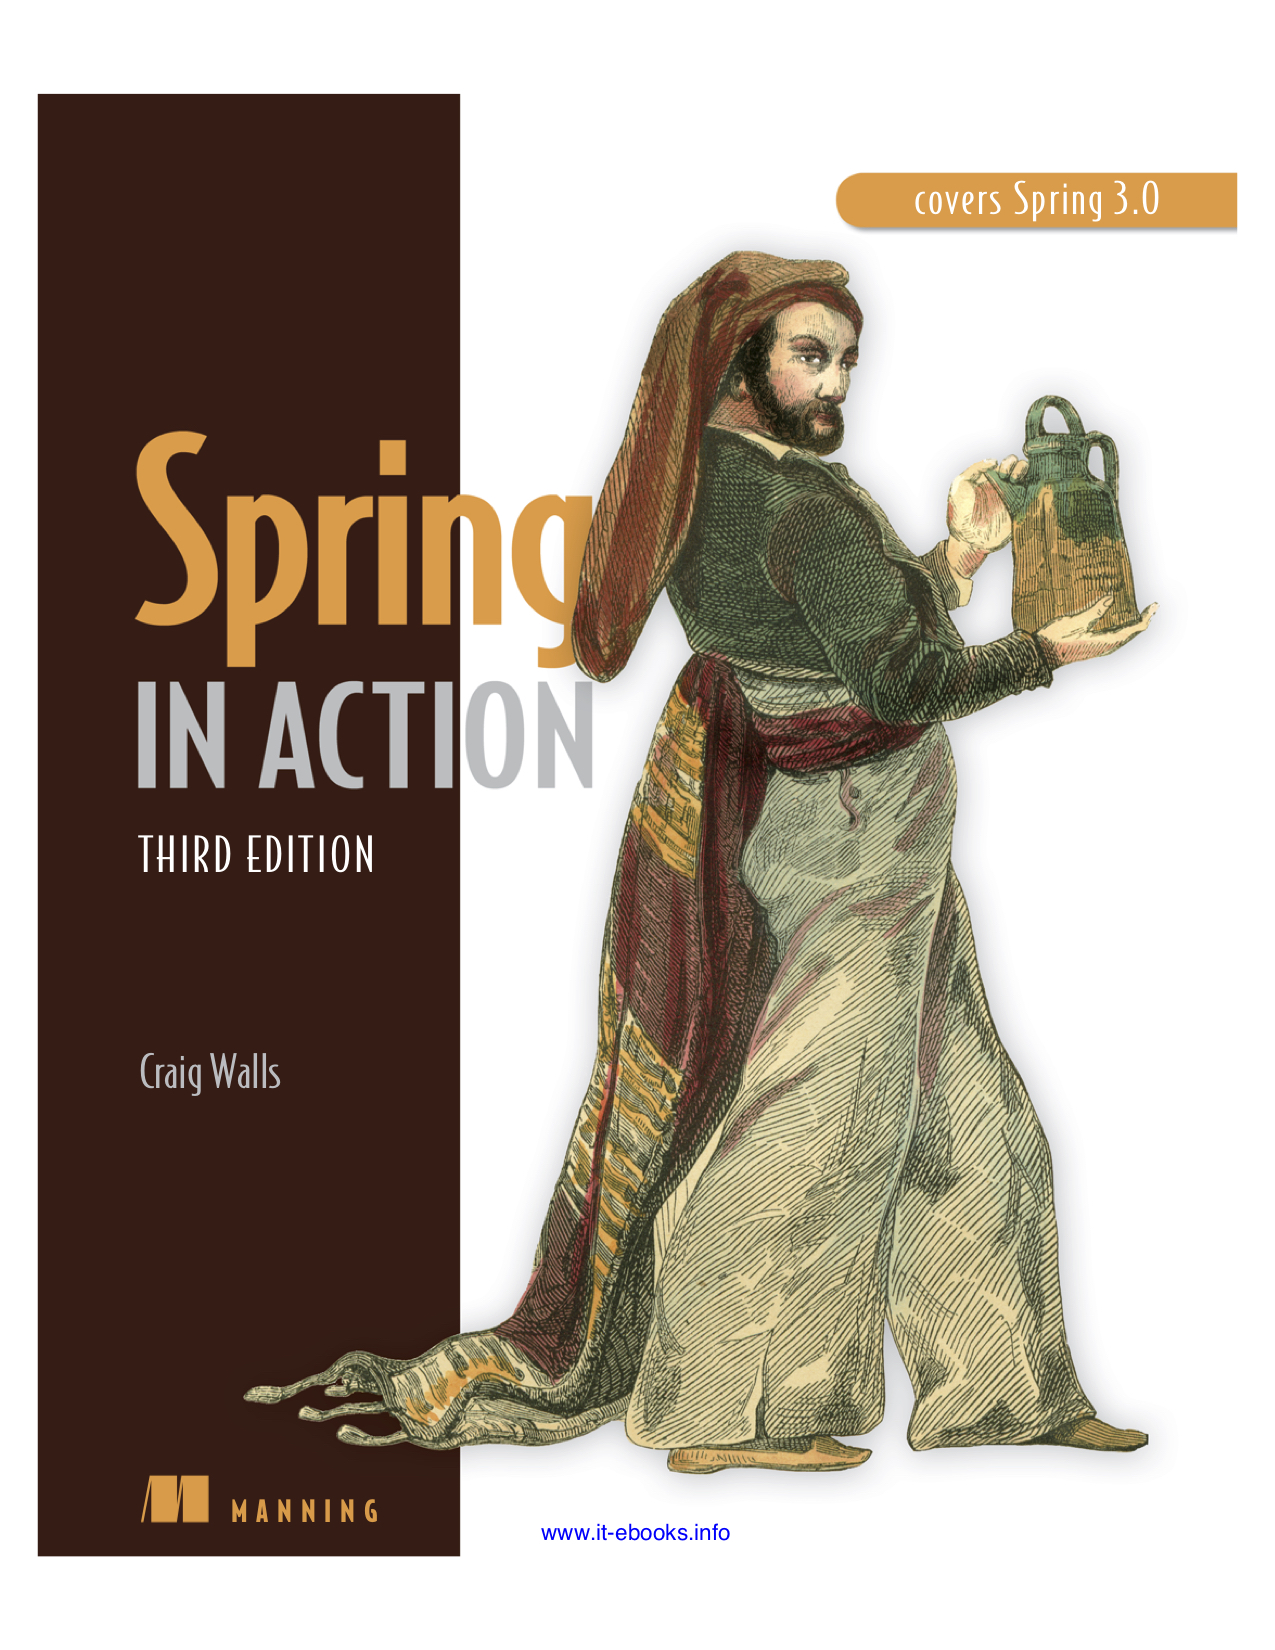 covers Spring 3.0
Spring
IN ACTION
THIRD EDITION
Craig Walls
MANNING
www.it-ebooks.info